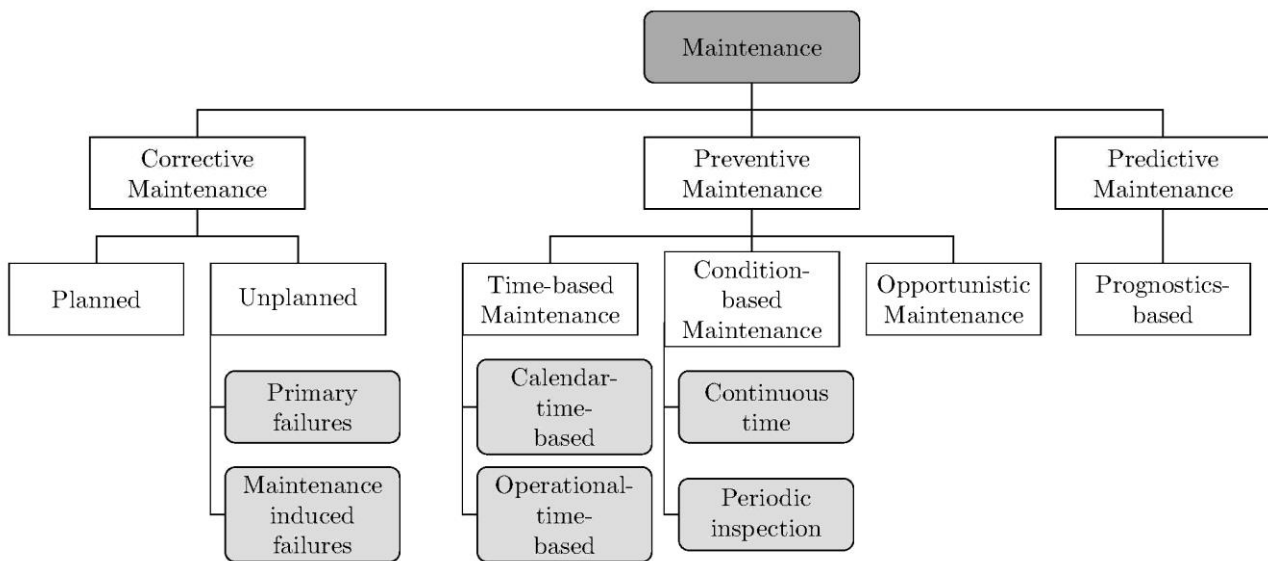 Maintenance
Corrective
Maintenance
Preventive
Maintenance
Predictive
Maintenance
Planned
Unplanned
Time-based
Maintenance
Condition-
based
Maintenance
Opportunistic
Maintenance
Prognostics-
based
Primary
failures
Calendar-
time-
based
Continuous
time
Maintenance
induced
failures
Operational-
time-
based
Periodic
inspection